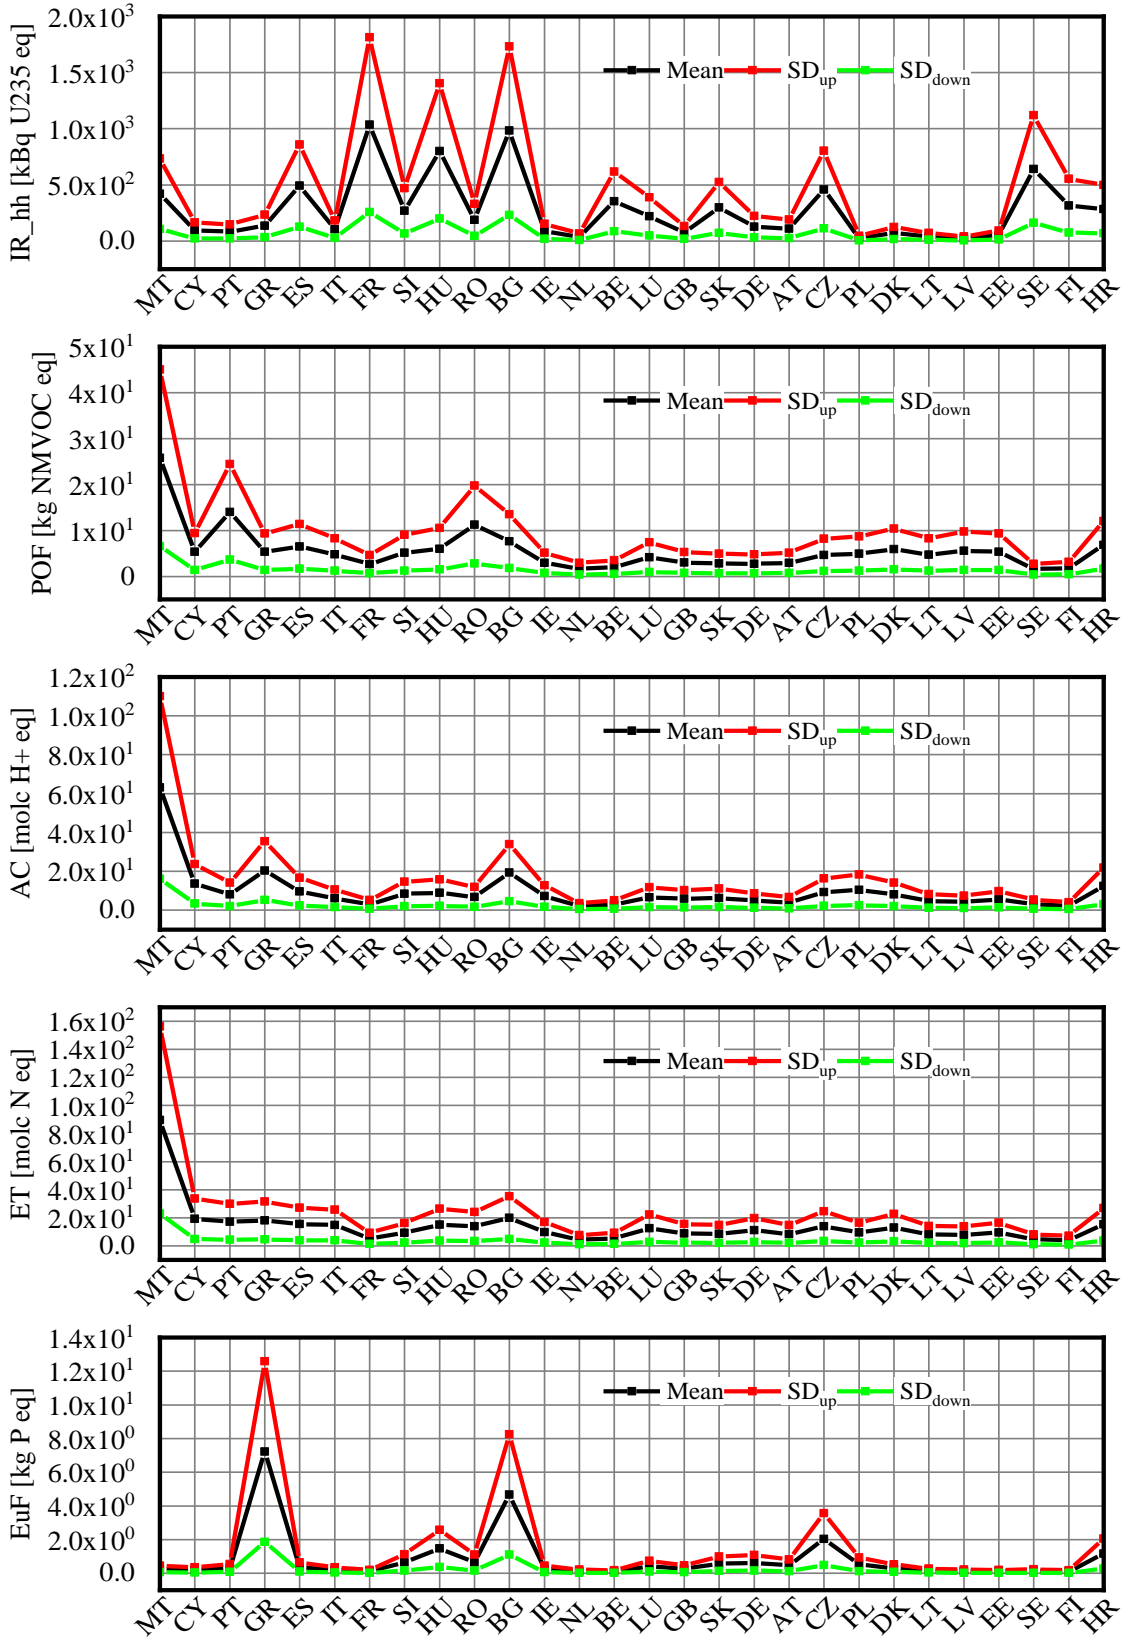 IR_hh [kBq U235 eq]
2.0x10³
1.5x10³
1.0x10³
5.0x10²
0.0
Mean SD_up SD_down
MT CY PT GR ES IT FR SI HU RO BG IE NL BE LU GB SK DE AT CZ PL DK LT LV EE SE FI HR
POF [kg NMVOC eq]
5x10¹
4x10¹
3x10¹
2x10¹
1x10¹
0
Mean SD_up SD_down
MT CY PT GR ES IT FR SI HU RO BG IE NL BE LU GB SK DE AT CZ PL DK LT LV EE SE FI HR
AC [molc H+ eq]
1.2x10²
1.0x10²
8.0x10¹
6.0x10¹
4.0x10¹
2.0x10¹
0.0
Mean SD_up SD_down
MT CY PT GR ES IT FR SI HU RO BG IE NL BE LU GB SK DE AT CZ PL DK LT LV EE SE FI HR
ET [molc N eq]
1.6x10²
1.4x10²
1.2x10²
1.0x10²
8.0x10¹
6.0x10¹
4.0x10¹
2.0x10¹
0.0
Mean SD_up SD_down
MT CY PT GR ES IT FR SI HU RO BG IE NL BE LU GB SK DE AT CZ PL DK LT LV EE SE FI HR
EuF [kg P eq]
1.4x10¹
1.2x10¹
1.0x10¹
8.0x10⁰
6.0x10⁰
4.0x10⁰
2.0x10⁰
0.0
Mean SD_up SD_down
MT CY PT GR ES IT FR SI HU RO BG IE NL BE LU GB SK DE AT CZ PL DK LT LV EE SE FI HR